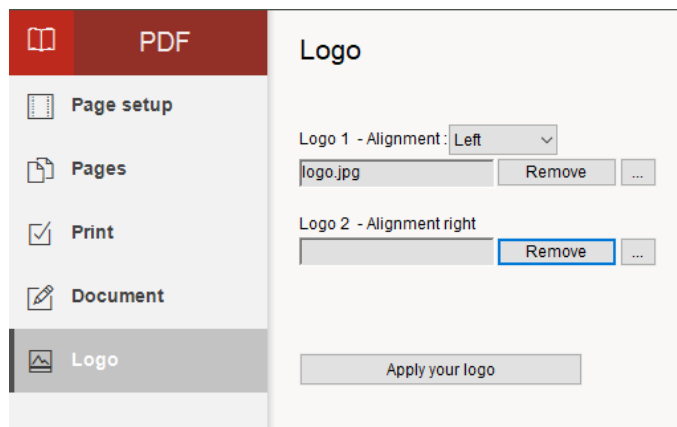 PDF
Page setup
Pages
Print
Document
Logo
Logo
Logo 1 - Alignment : Left
logo.jpg Remove ...
Logo 2 - Alignment right
Remove ...
Apply your logo